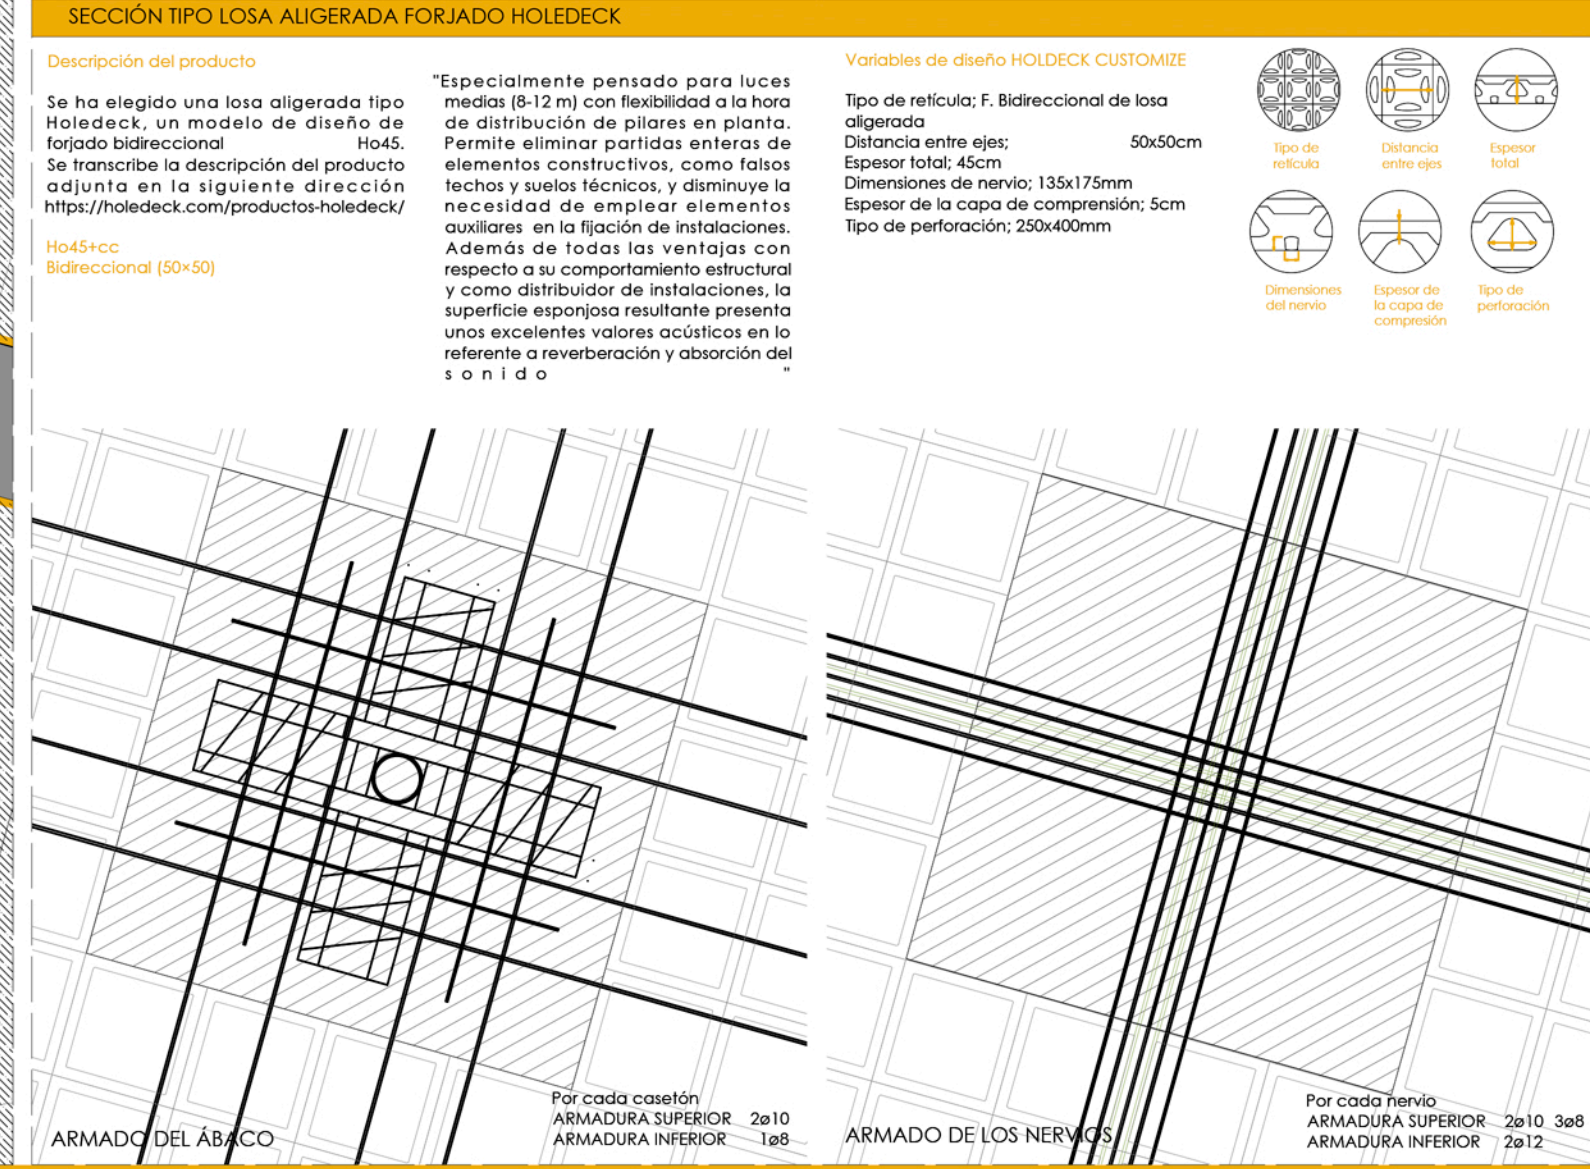 SECCIÓN TIPO LOSA ALIGERADA FORJADO HOLEDECK
Descripción del producto
Se ha elegido una losa aligerada tipo
Holedeck, un modelo de diseño de
forjado bidireccional Ho45.
Se transcribe la descripción del producto
adjunta en la siguiente dirección
https://holedeck.com/productos-holedeck/
Ho45+cc
Bidireccional (50×50)
"Especialmente pensado para luces
medias (8-12 m) con flexibilidad a la hora
de distribución de pilares en planta.
Permite eliminar partidas enteras de
elementos constructivos, como falsos
techos y suelos técnicos, y disminuye la
necesidad de emplear elementos
auxiliares en la fijación de instalaciones.
Además de todas las ventajas con
respecto a su comportamiento estructural
y como distribuidor de instalaciones, la
superficie esponjosa resultante presenta
unos excelentes valores acústicos en lo
referente a reverberación y absorción del
sonido "
Variables de diseño HOLDECK CUSTOMIZE
Tipo de retícula; F. Bidireccional de losa
aligerada
Distancia entre ejes; 50x50cm
Espesor total; 45cm
Dimensiones de nervio; 135x175mm
Espesor de la capa de comprensión; 5cm
Tipo de perforación; 250x400mm
Tipo de
retícula
Distancia
entre ejes
Espesor
total
Dimensiones
del nervio
Espesor de
la capa de
compresión
Tipo de
perforación
ARMADO DEL ÁBACO
Por cada casetón
ARMADURA SUPERIOR 2ø10
ARMADURA INFERIOR 1ø8
ARMADO DE LOS NERVIOS
Por cada nervio
ARMADURA SUPERIOR 2ø10 3ø8
ARMADURA INFERIOR 2ø12